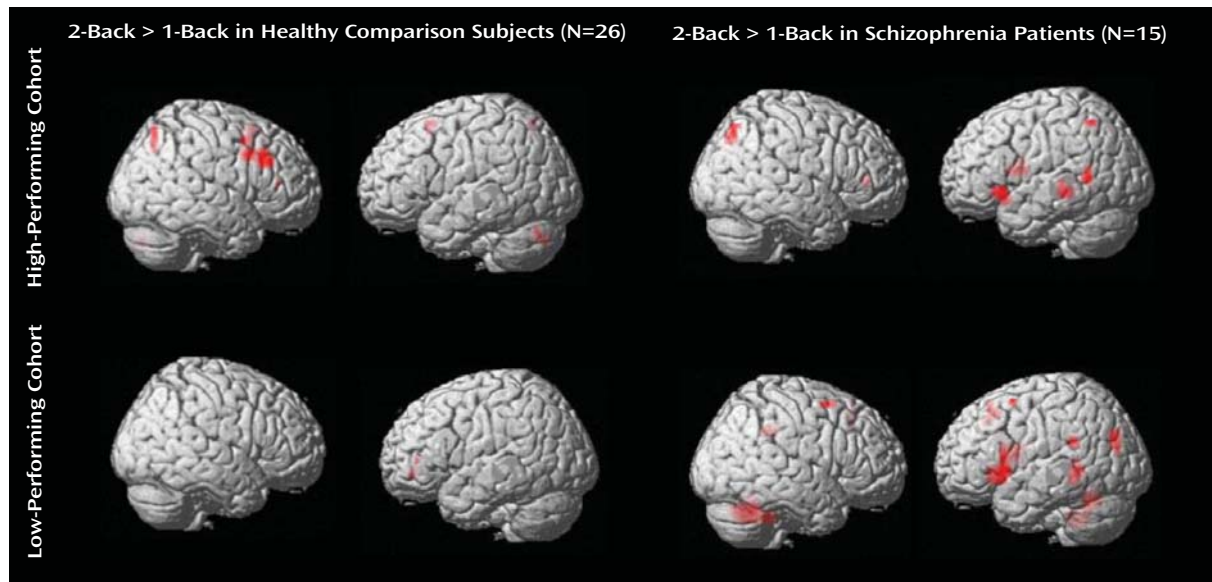 2-Back > 1-Back in Healthy Comparison Subjects (N=26)
2-Back > 1-Back in Schizophrenia Patients (N=15)
High-Performing Cohort
Low-Performing Cohort